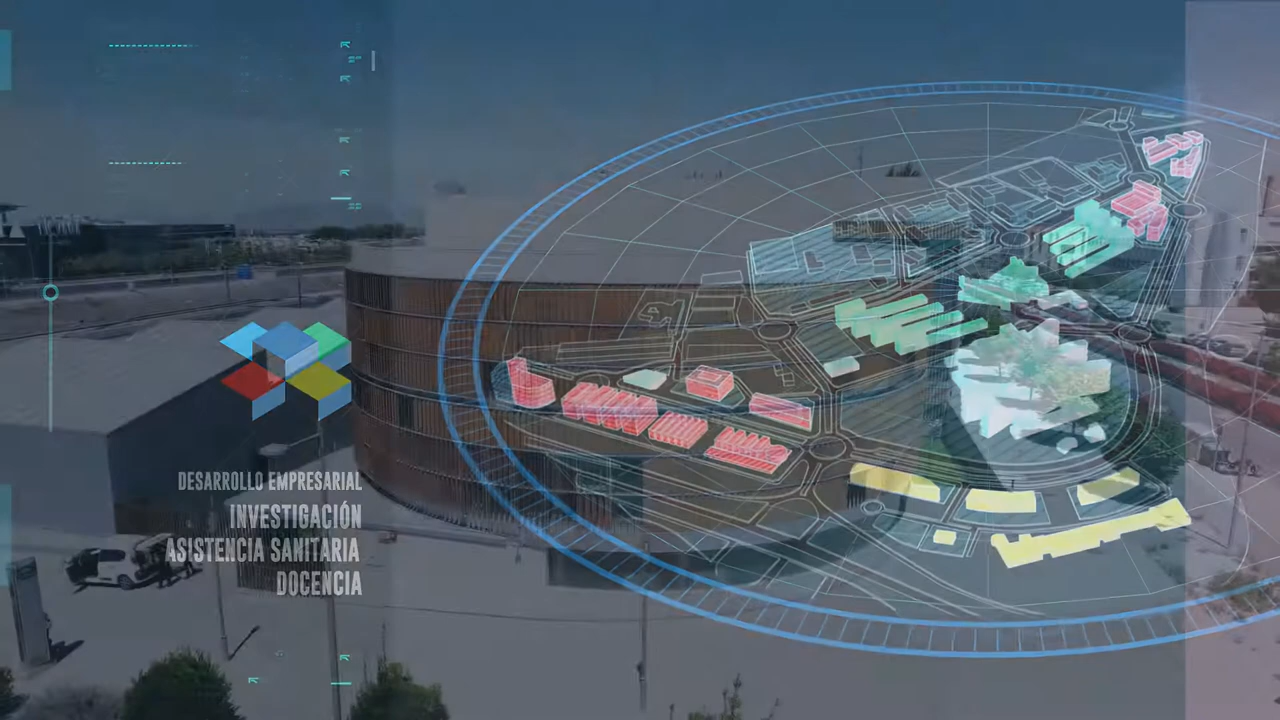 DESARROLLO EMPRESARIAL
INVESTIGACIÓN
ASISTENCIA SANITARIA
DOCENCIA